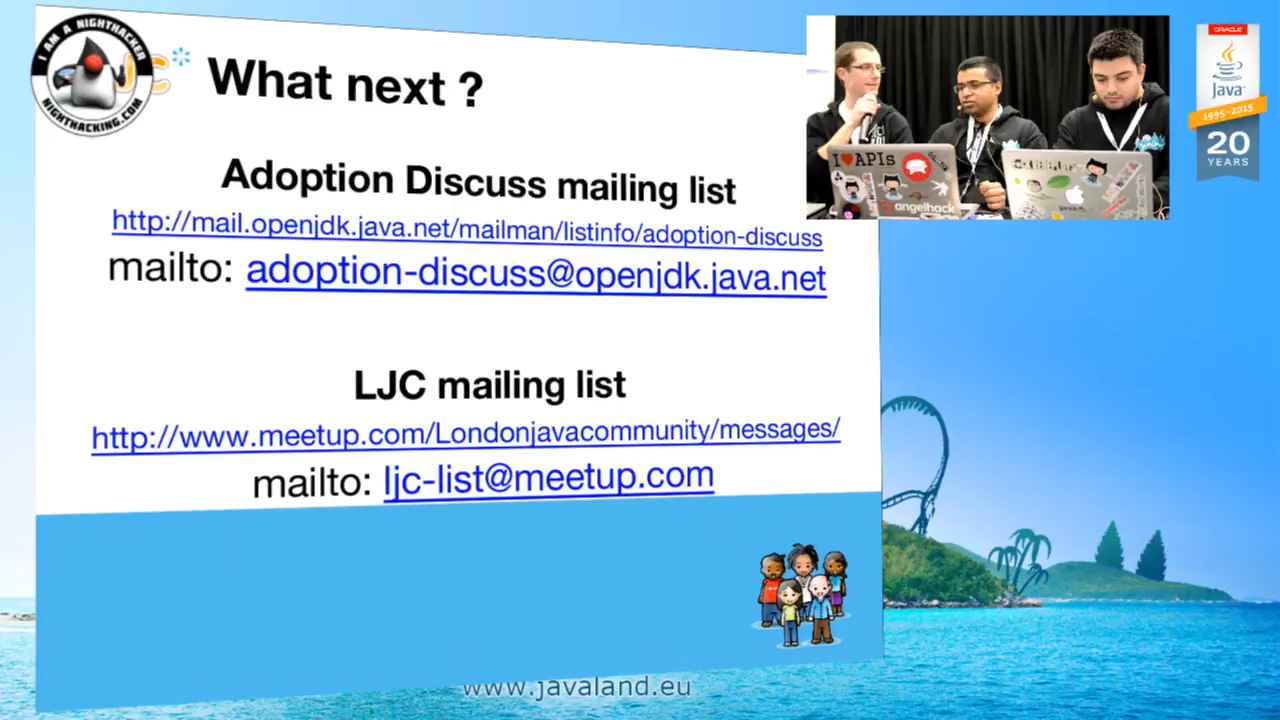 I AM A NIGHTHACKER
NIGHTHACKING.COM
What next ?
Adoption Discuss mailing list
http://mail.openjdk.java.net/mailman/listinfo/adoption-discuss
mailto: adoption-discuss@openjdk.java.net
LJC mailing list
http://www.meetup.com/Londonjavacommunity/messages/
mailto: ljc-list@meetup.com
www.javaland.eu
I ♥ APIs
angelhack
ORACLE
Java
1995-2015
20
YEARS